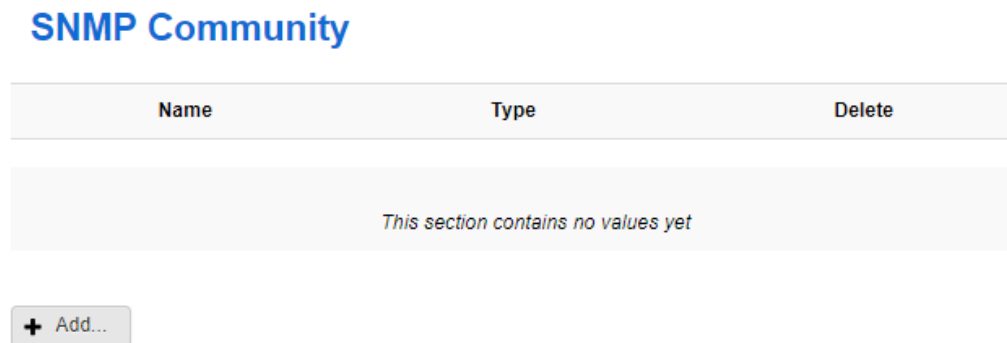 SNMP Community
Name Type Delete
This section contains no values yet
Add...